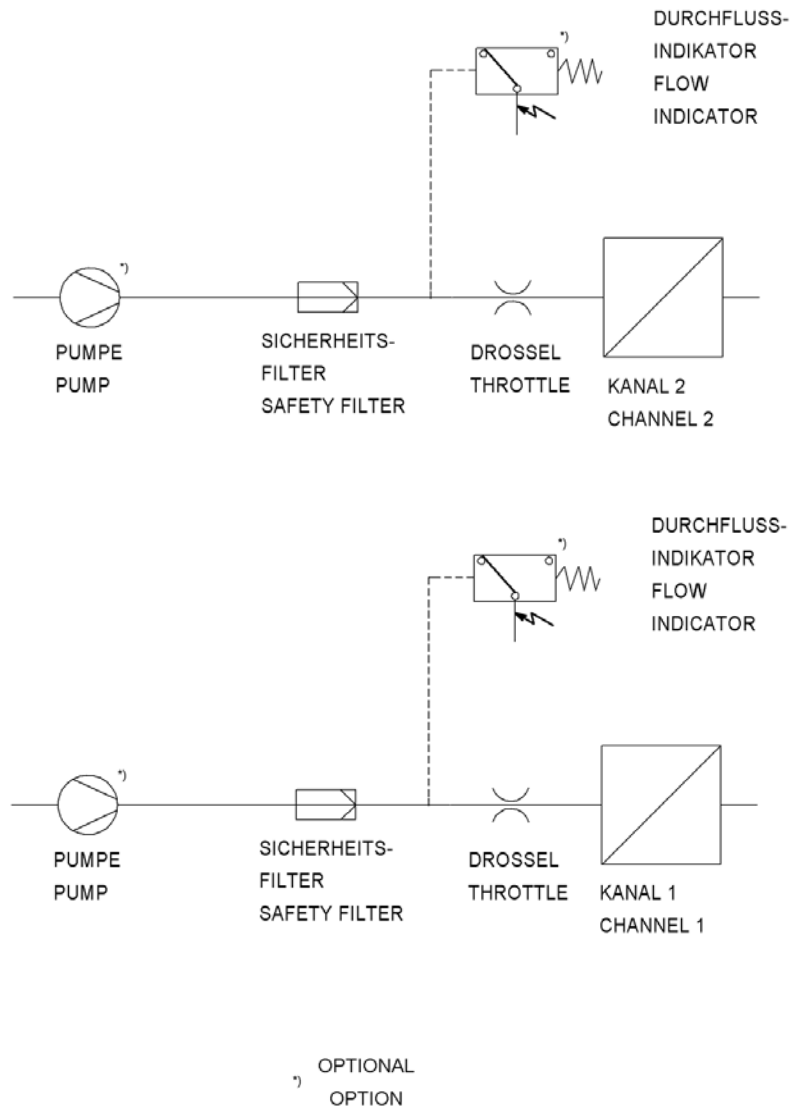 DURCHFLUSS-
INDIKATOR
FLOW
INDICATOR
*)
*)
PUMPE
PUMP
SICHERHEITS-
FILTER
SAFETY FILTER
DROSSEL
THROTTLE
KANAL 2
CHANNEL 2
DURCHFLUSS-
INDIKATOR
FLOW
INDICATOR
*)
*)
PUMPE
PUMP
SICHERHEITS-
FILTER
SAFETY FILTER
DROSSEL
THROTTLE
KANAL 1
CHANNEL 1
*) OPTIONAL
OPTION